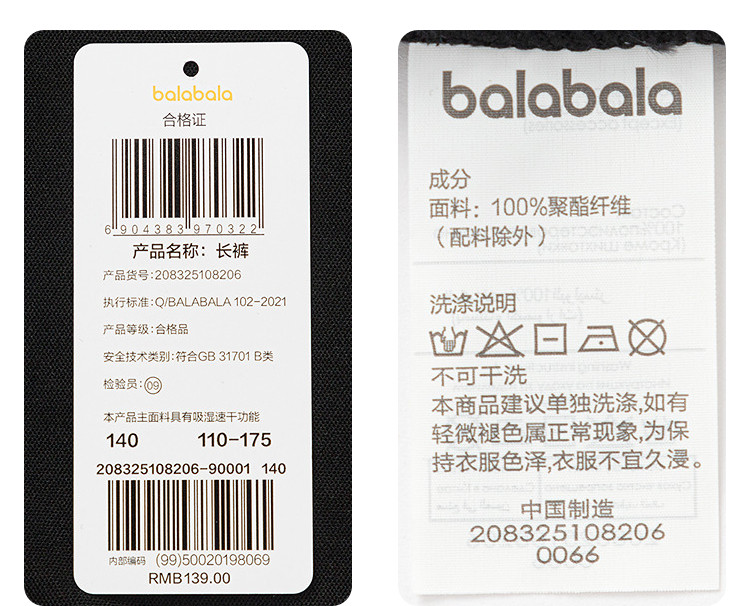 balabala
合格证
6 904383 970322
产品名称：长裤
产品货号:208325108206
执行标准:Q/BALABALA 102-2021
产品等级:合格品
安全技术类别:符合GB 31701 B类
检验员:09
本产品主面料具有吸湿速干功能
140 110-175
208325108206-90001 140
内部编码 (99)50020198069
RMB139.00
balabala
(Except accessories)
成分
面料：100%聚酯纤维
（配料除外）
洗涤说明
不可干洗
本商品建议单独洗涤,如有
轻微褪色属正常现象,为保
持衣服色泽,衣服不宜久浸。
中国制造
208325108206
0066